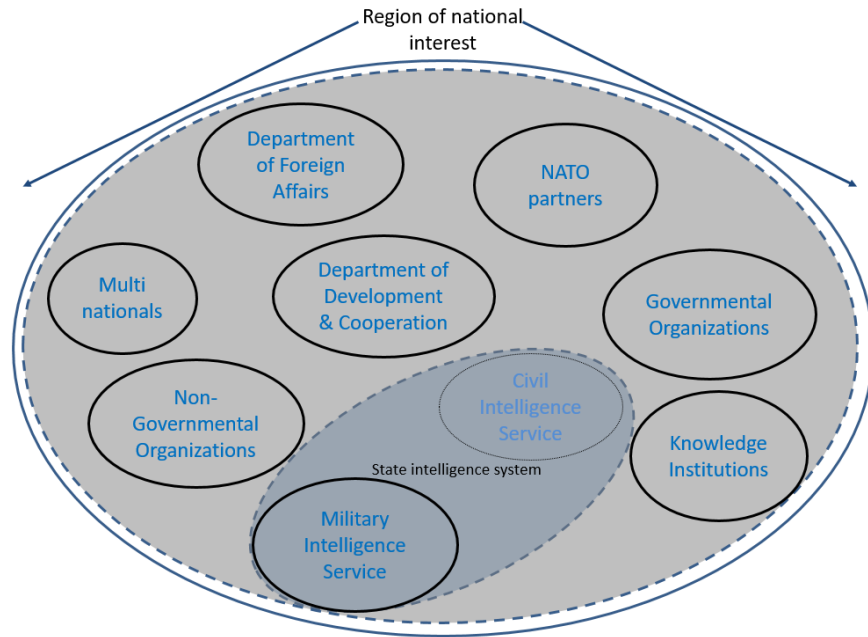 Region of national
interest
Department
of Foreign
Affairs
NATO
partners
Multi
nationals
Department of
Development
& Cooperation
Governmental
Organizations
Non-
Governmental
Organizations
Civil
Intelligence
Service
Knowledge
Institutions
State intelligence system
Military
Intelligence
Service